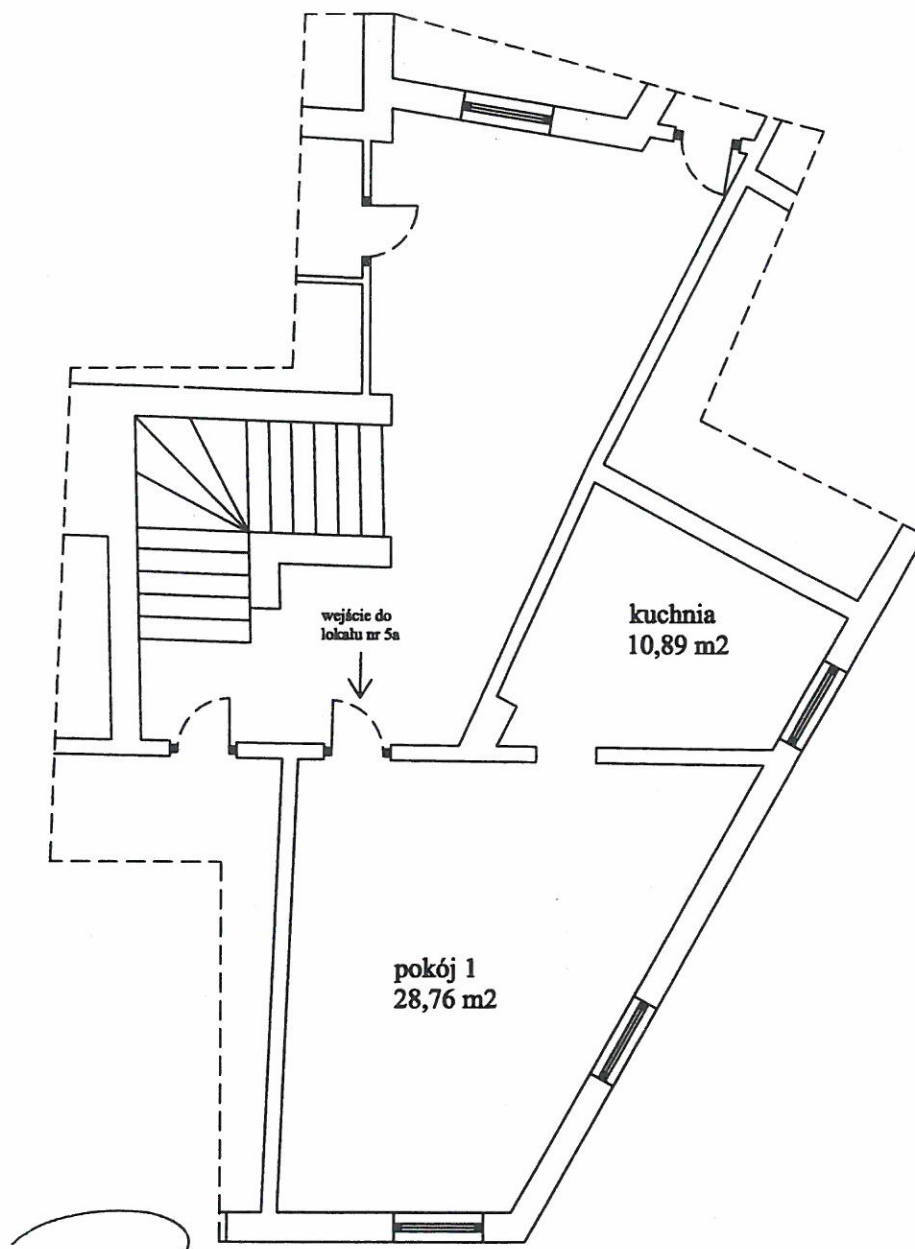 wejście do
lokalu nr 5a
kuchnia
10,89 m2
pokój 1
28,76 m2